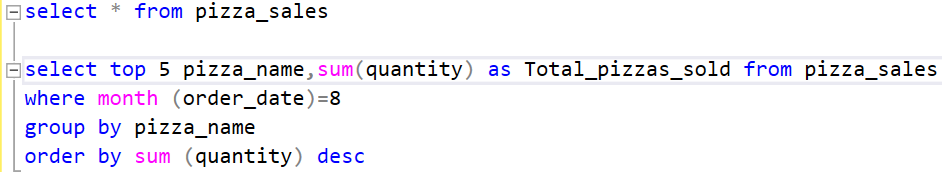 select * from pizza_sales
select top 5 pizza_name,sum(quantity) as Total_pizzas_sold from pizza_sales
where month (order_date)=8
group by pizza_name
order by sum (quantity) desc